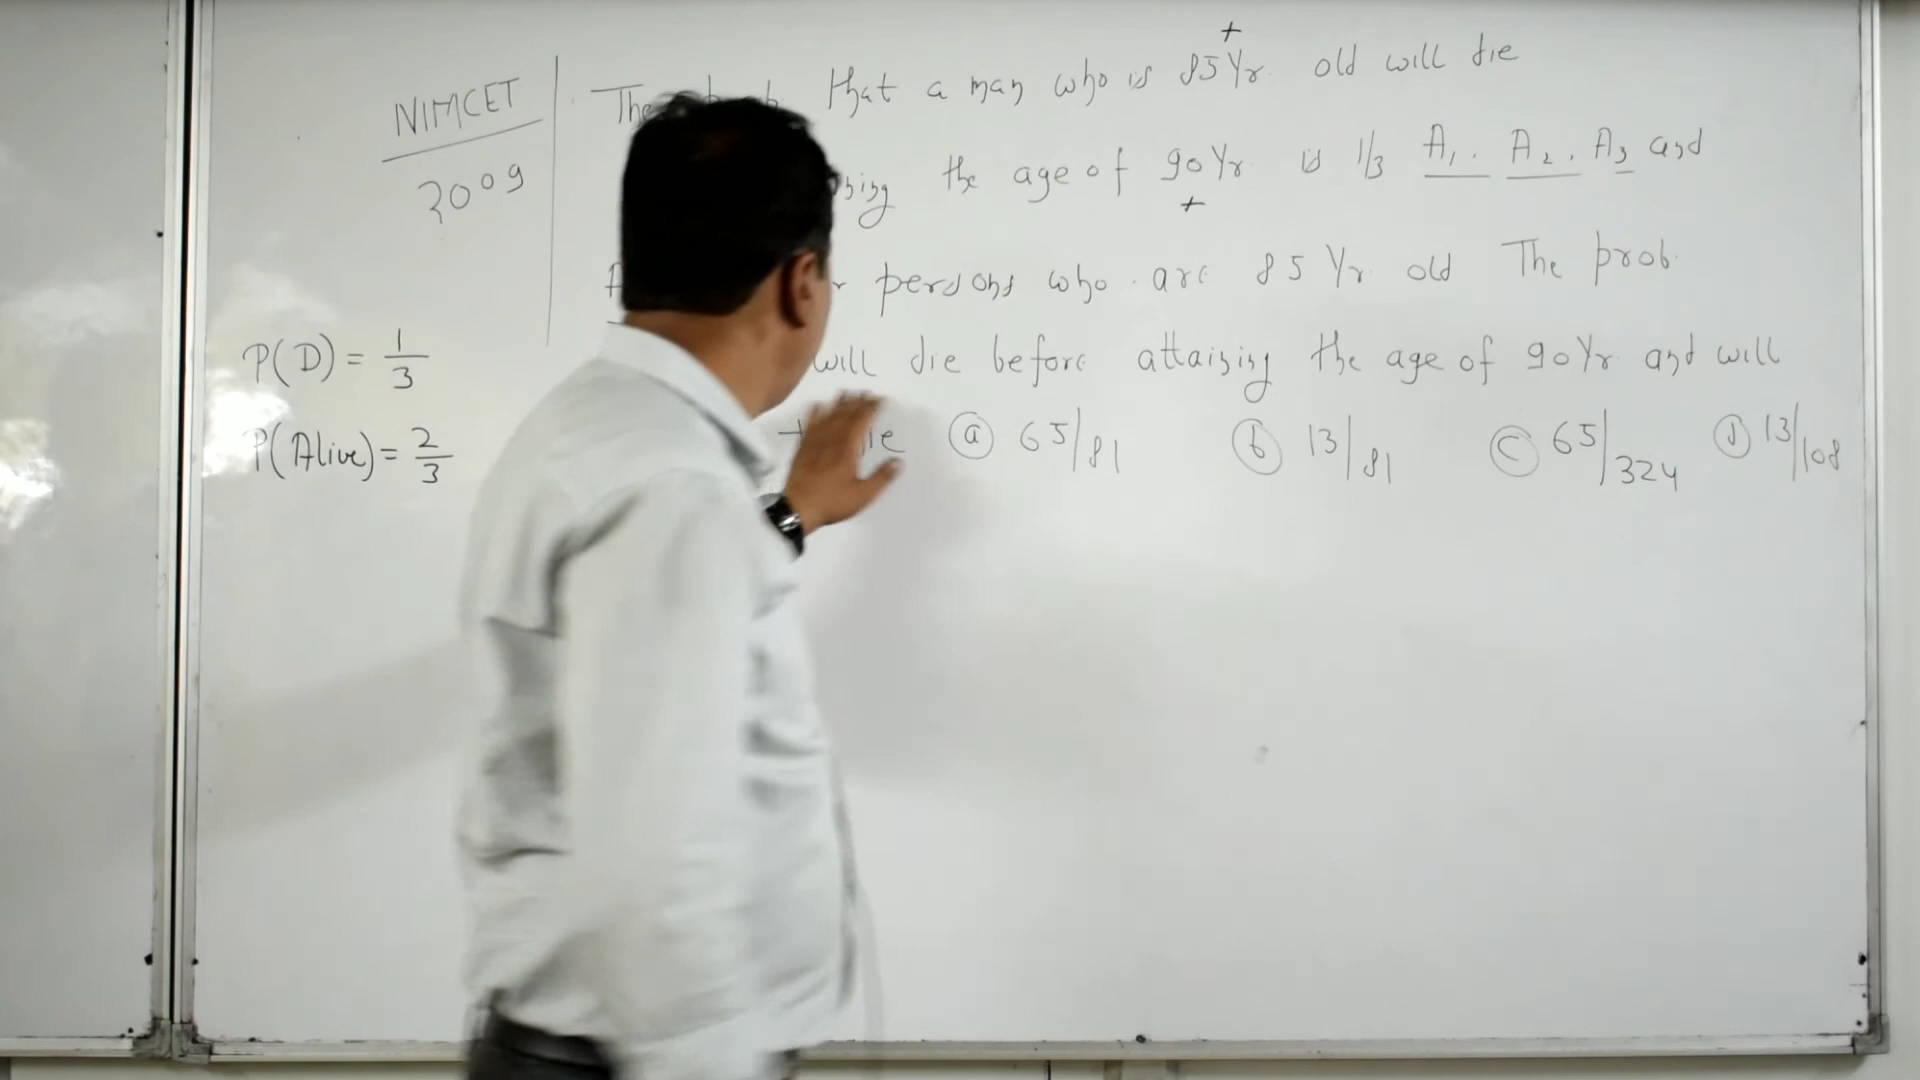 NIMCET
2009
The that a man who is 85 Yr. old will die
the age of 90 Yr. is 1/3 A1, A2, A3 and
persons who are 85 Yr. old The prob.
will die before attaining the age of 90 Yr. and will
die (a) 65/81 (b) 13/81 (c) 65/324 (d) 13/108
P(D) = 1/3
P(Alive) = 2/3